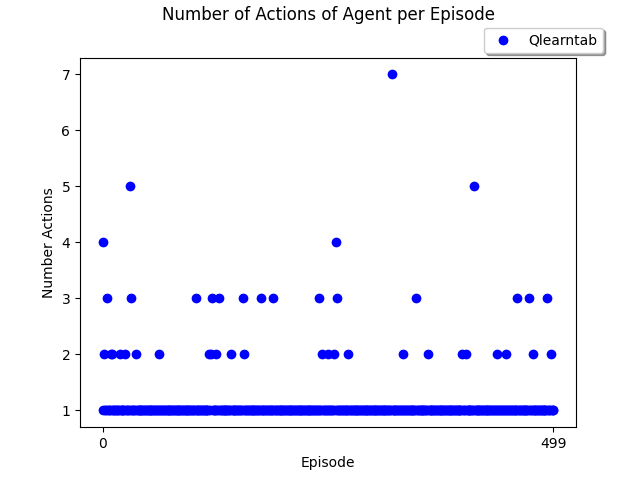 Number of Actions of Agent per Episode
Qlearntab
7
6
5
4
3
2
1
Number Actions
0
499
Episode